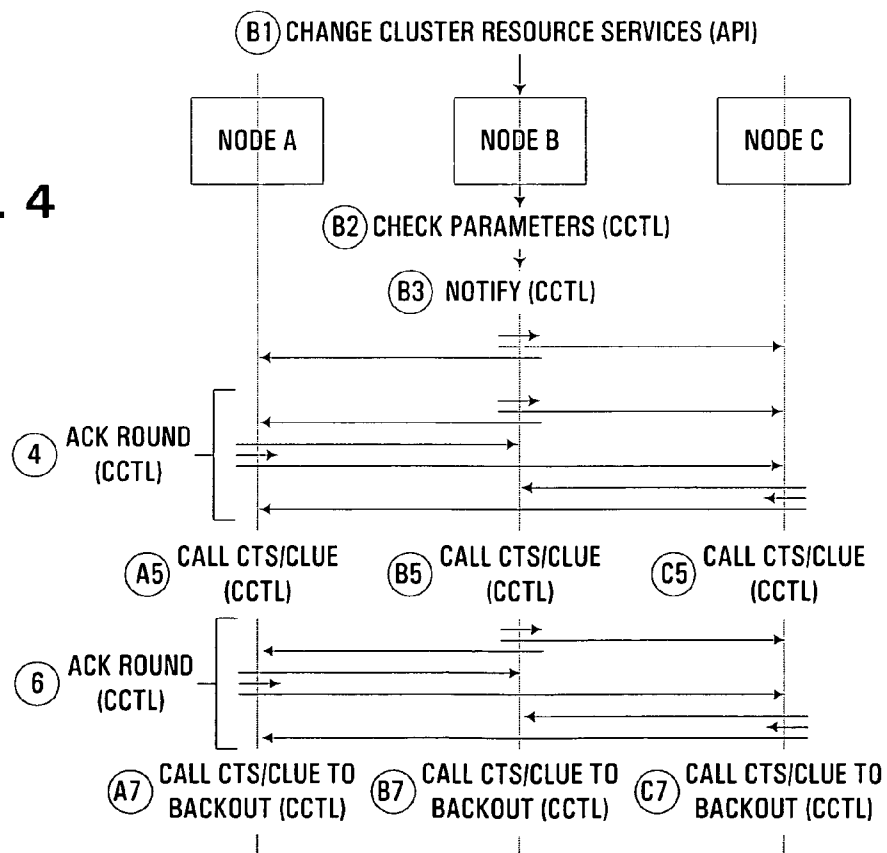 B1 CHANGE CLUSTER RESOURCE SERVICES (API)
NODE A NODE B NODE C
. 4
B2 CHECK PARAMETERS (CCTL)
B3 NOTIFY (CCTL)
4 ACK ROUND
(CCTL)
A5 CALL CTS/CLUE
(CCTL)
B5 CALL CTS/CLUE
(CCTL)
C5 CALL CTS/CLUE
(CCTL)
6 ACK ROUND
(CCTL)
A7 CALL CTS/CLUE TO
BACKOUT (CCTL)
B7 CALL CTS/CLUE TO
BACKOUT (CCTL)
C7 CALL CTS/CLUE TO
BACKOUT (CCTL)